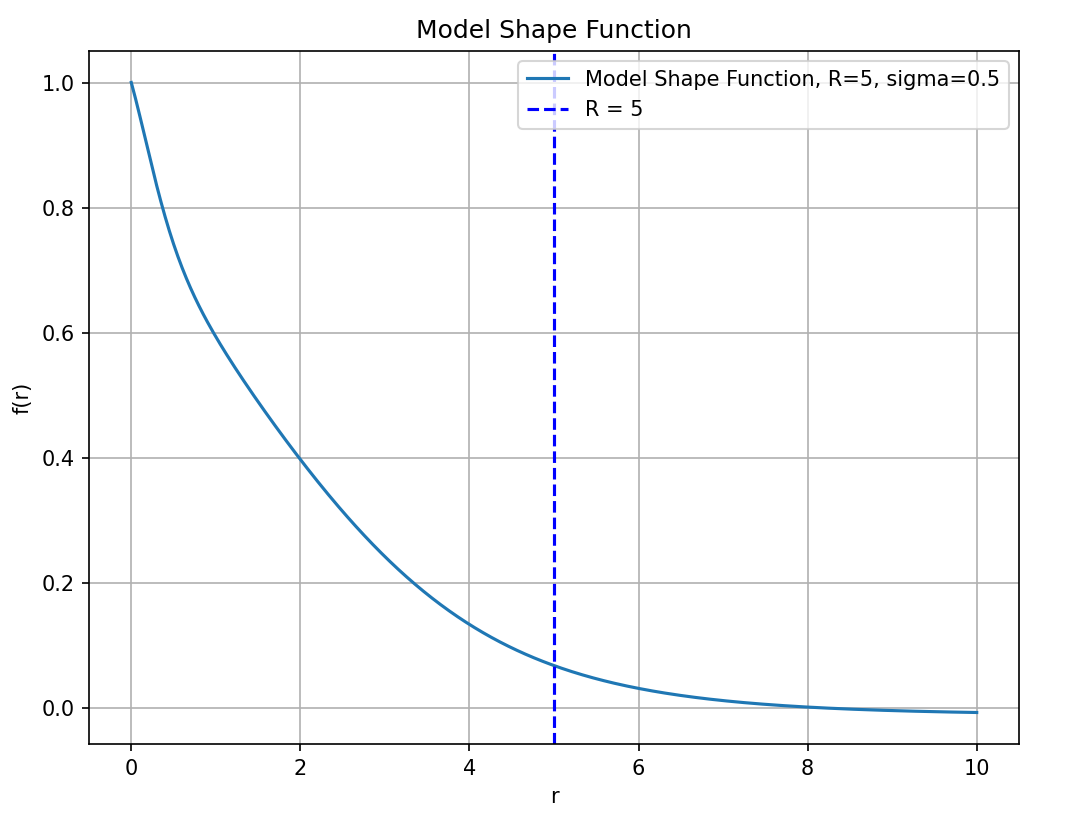 Model Shape Function
Model Shape Function, R=5, sigma=0.5
R = 5
f(r)
1.0
0.8
0.6
0.4
0.2
0.0
0 2 4 6 8 10
r